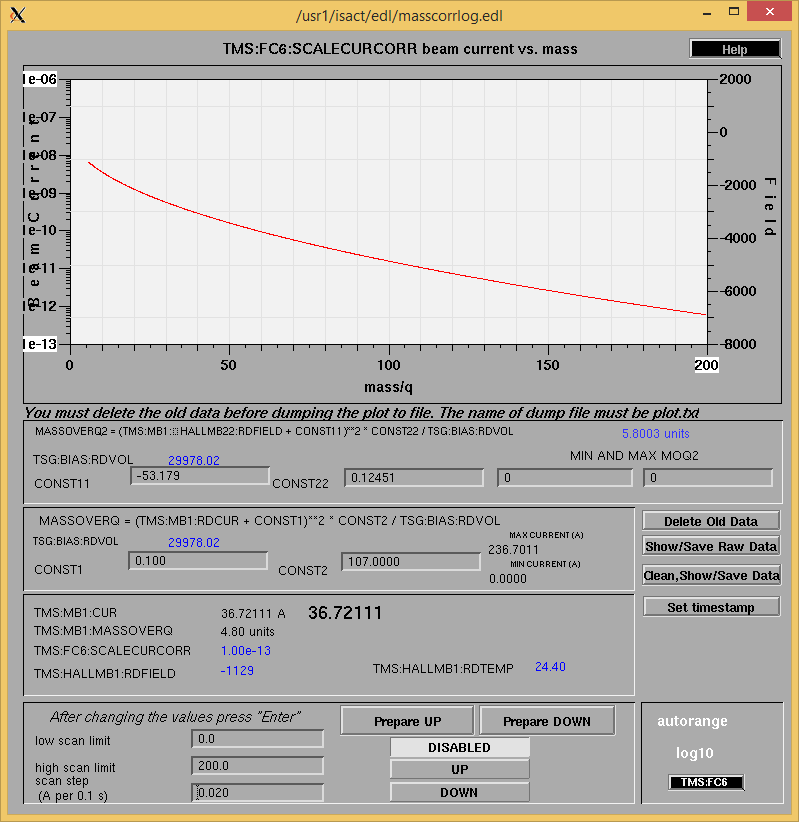 /usr1/isact/edl/masscorrlog.edl
TMS:FC6:SCALECURCORR beam current vs. mass
Help
1e-06
1e-07
1e-08
1e-09
1e-10
1e-11
1e-12
1e-13
Beam Current
2000
0
-2000
-4000
-6000
-8000
Field
0 50 100 150 200
mass/q
You must delete the old data before dumping the plot to file. The name of dump file must be plot.txt
MASSOVERQ2 = (TMS:MB1: HALLMB22:RDFIELD + CONST11)**2 * CONST22 / TSG:BIAS:RDVOL
5.8003 units
TSG:BIAS:RDVOL 29978.02
MIN AND MAX MOQ2
CONST11 -53.179 CONST22 0.12451 0 0
MASSOVERQ = (TMS:MB1:RDCUR + CONST1)**2 * CONST2 / TSG:BIAS:RDVOL
TSG:BIAS:RDVOL 29978.02
MAX CURRENT (A)
236.7011
MIN CURRENT (A)
0.0000
CONST1 0.100 CONST2 107.0000
Delete Old Data
Show/Save Raw Data
Clean,Show/Save Data
Set timestamp
TMS:MB1:CUR 36.72111 A 36.72111
TMS:MB1:MASSOVERQ 4.80 units
TMS:FC6:SCALECURCORR 1.00e-13
TMS:HALLMB1:RDFIELD -1129
TMS:HALLMB1:RDTEMP 24.40
After changing the values press "Enter"
low scan limit 0.0
high scan limit 200.0
scan step
(A per 0.1 s) 0.020
Prepare UP
Prepare DOWN
DISABLED
UP
DOWN
autorange
log10
TMS:FC6